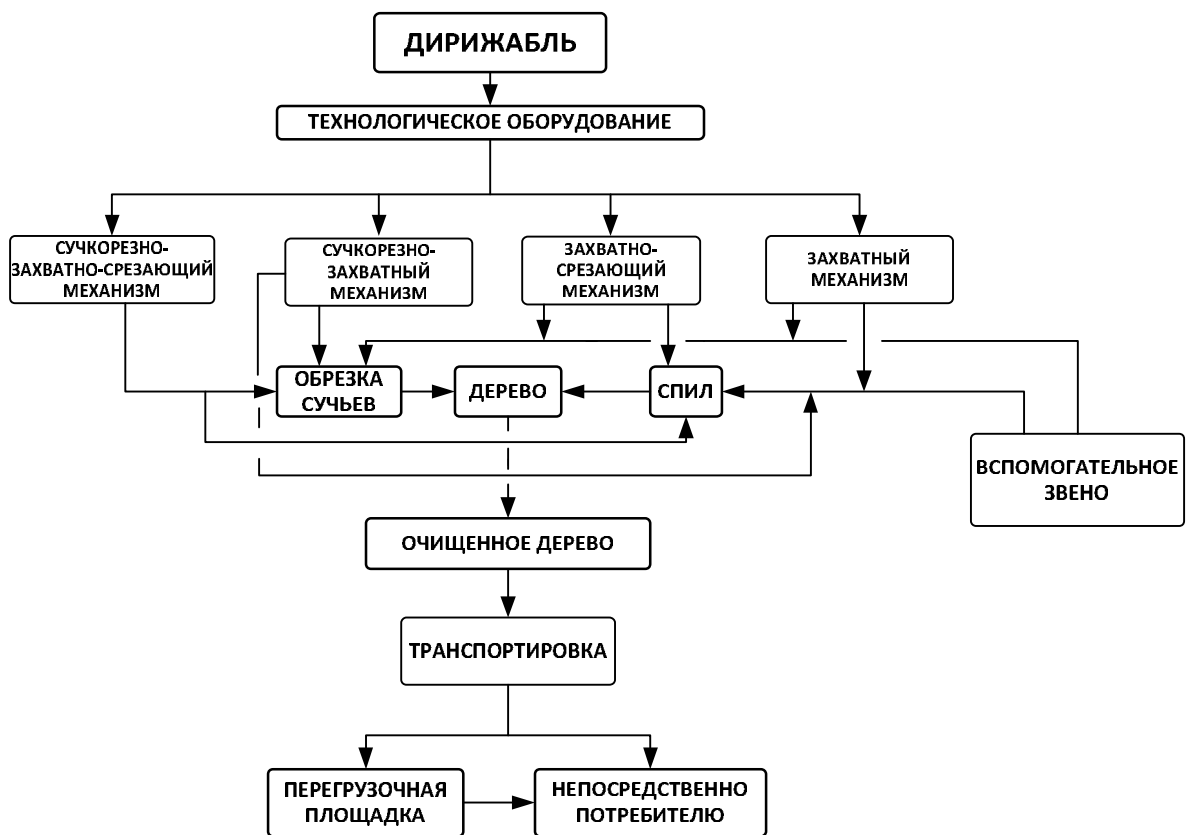 ДИРИЖАБЛЬ
ТЕХНОЛОГИЧЕСКОЕ ОБОРУДОВАНИЕ
СУЧКОРЕЗНО-
ЗАХВАТНО-СРЕЗАЮЩИЙ
МЕХАНИЗМ
СУЧКОРЕЗНО-
ЗАХВАТНЫЙ
МЕХАНИЗМ
ЗАХВАТНО-
СРЕЗАЮЩИЙ
МЕХАНИЗМ
ЗАХВАТНЫЙ
МЕХАНИЗМ
ОБРЕЗКА
СУЧЬЕВ
ДЕРЕВО
СПИЛ
ВСПОМОГАТЕЛЬНОЕ
ЗВЕНО
ОЧИЩЕННОЕ ДЕРЕВО
ТРАНСПОРТИРОВКА
ПЕРЕГРУЗОЧНАЯ
ПЛОЩАДКА
НЕПОСРЕДСТВЕННО
ПОТРЕБИТЕЛЮ